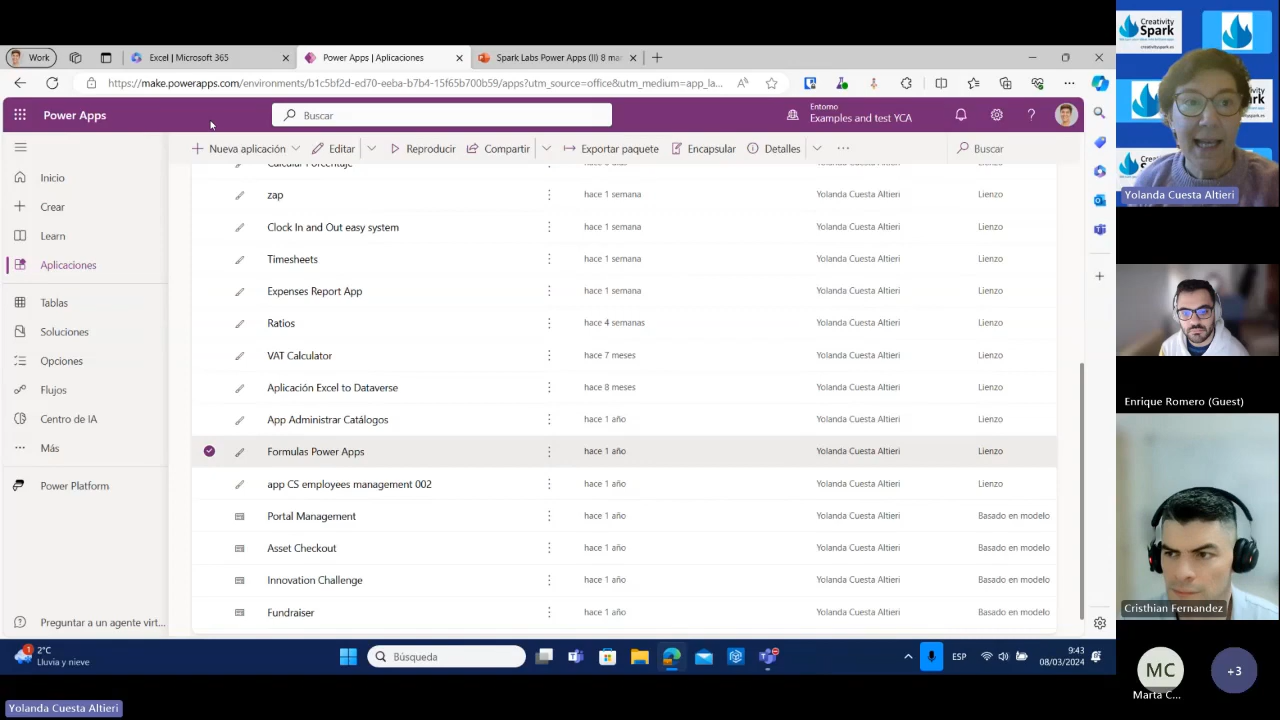 Work
Excel | Microsoft 365
Power Apps | Aplicaciones
Spark Labs Power Apps (II) 8 ma
https://make.powerapps.com/environments/b1c5bf2d-ed70-eeba-b7b4-15f65b700b59/apps?utm_source=office&utm_medium=app_la...
Power Apps
Buscar
Entorno
Examples and test YCA
Nueva aplicación
Editar
Reproducir
Compartir
Exportar paquete
Encapsular
Detalles
Buscar
Inicio
Crear
Learn
Aplicaciones
Tablas
Soluciones
Opciones
Flujos
Centro de IA
Más
Power Platform
Preguntar a un agente virt...
Calcular Porcentaje
zap hace 1 semana Yolanda Cuesta Altieri Lienzo
Clock In and Out easy system hace 1 semana Yolanda Cuesta Altieri Lienzo
Timesheets hace 1 semana Yolanda Cuesta Altieri Lienzo
Expenses Report App hace 1 semana Yolanda Cuesta Altieri Lienzo
Ratios hace 4 semanas Yolanda Cuesta Altieri Lienzo
VAT Calculator hace 7 meses Yolanda Cuesta Altieri Lienzo
Aplicación Excel to Dataverse hace 8 meses Yolanda Cuesta Altieri Lienzo
App Administrar Catálogos hace 1 año Yolanda Cuesta Altieri Lienzo
Formulas Power Apps hace 1 año Yolanda Cuesta Altieri Lienzo
app CS employees management 002 hace 1 año Yolanda Cuesta Altieri Lienzo
Portal Management hace 1 año Yolanda Cuesta Altieri Basado en modelo
Asset Checkout hace 1 año Yolanda Cuesta Altieri Basado en modelo
Innovation Challenge hace 1 año Yolanda Cuesta Altieri Basado en modelo
Fundraiser hace 1 año Yolanda Cuesta Altieri Basado en modelo
2°C
Lluvia y nieve
Búsqueda
ESP
9:43
08/03/2024
Yolanda Cuesta Altieri
Creativity
Spark
Yolanda Cuesta Altieri
Enrique Romero (Guest)
Cristhian Fernandez
MC
Marta C...
+3